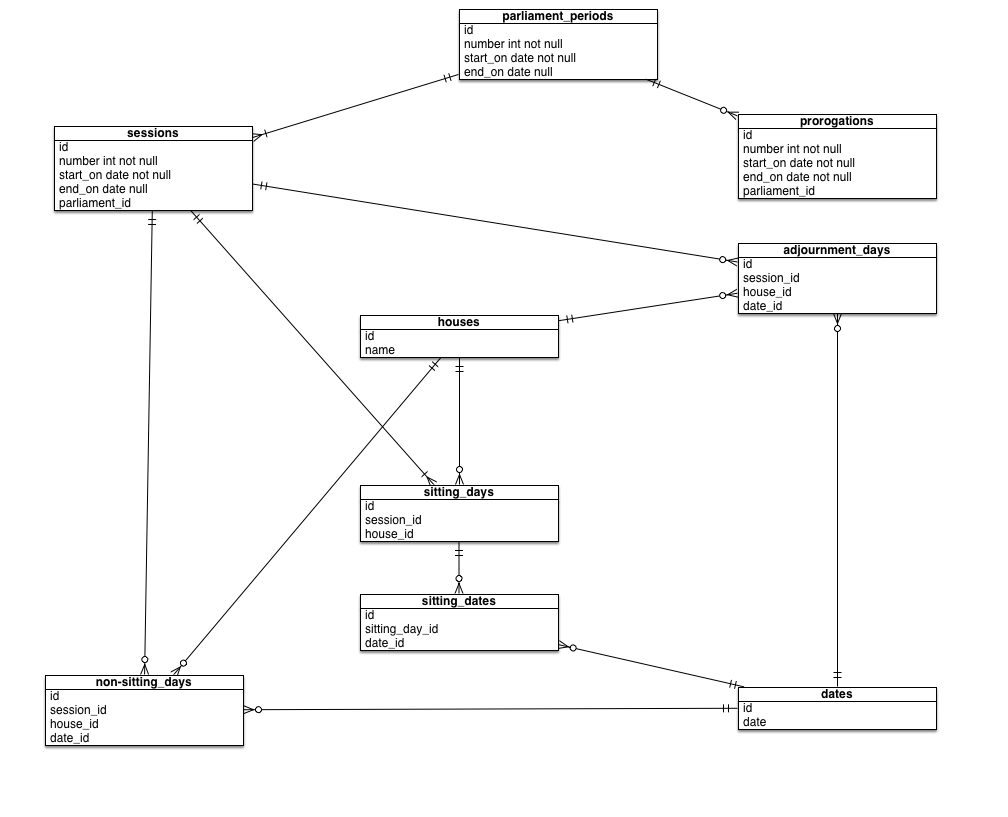 parliament_periods
id
number int not null
start_on date not null
end_on date null
prorogations
id
number int not null
start_on date not null
end_on date not null
parliament_id
sessions
id
number int not null
start_on date not null
end_on date null
parliament_id
adjournment_days
id
session_id
house_id
date_id
houses
id
name
sitting_days
id
session_id
house_id
sitting_dates
id
sitting_day_id
date_id
non-sitting_days
id
session_id
house_id
date_id
dates
id
date